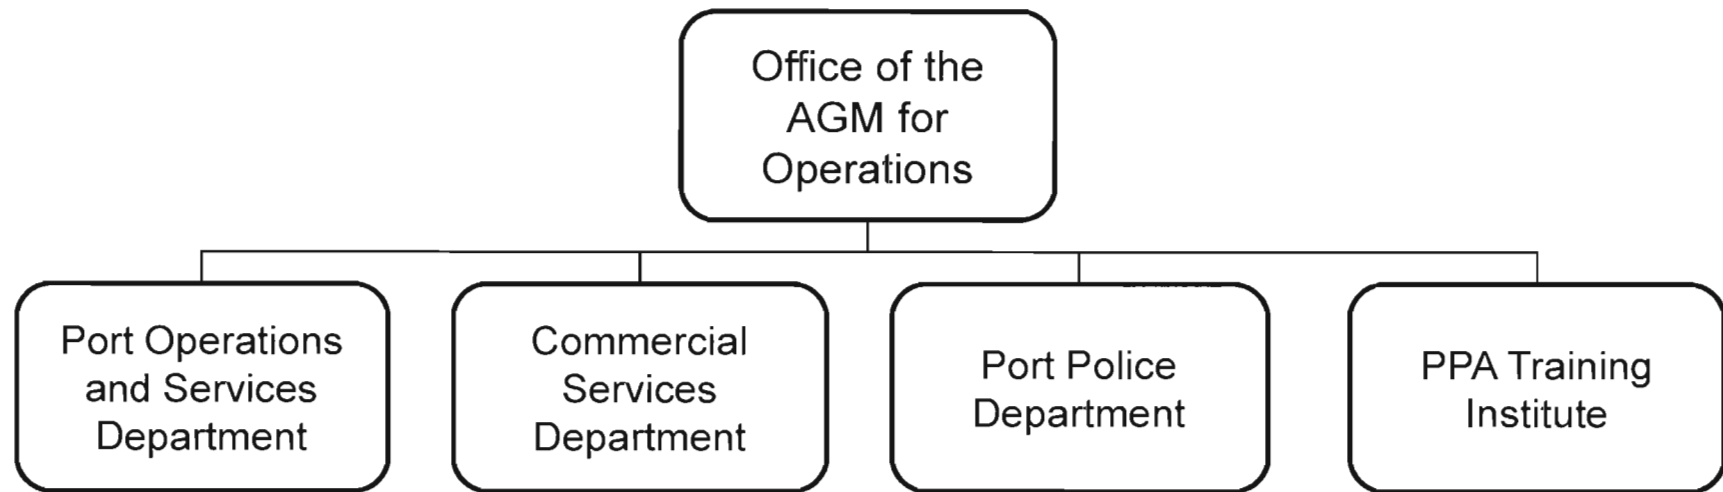 Office of the
AGM for
Operations
Port Operations
and Services
Department
Commercial
Services
Department
Port Police
Department
PPA Training
Institute